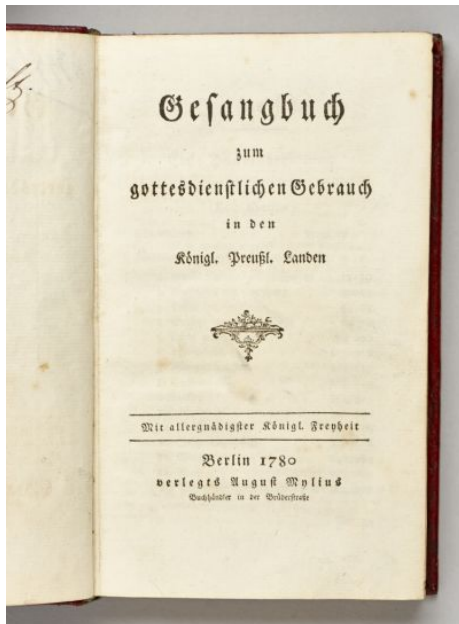 Gesangbuch
zum
gottesdienstlichen Gebrauch
in den
Königl. Preußl. Landen
Mit allergnädigster Königl. Freyheit
Berlin 1780
verlegts August Mylius
Buchhändler in der Brüderstraße